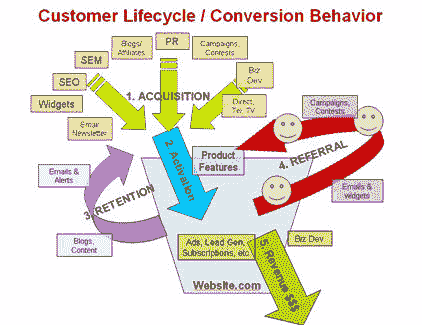 Customer Lifecycle / Conversion Behavior
Blogs/
Affiliates
PR
Campaigns,
Contests
SEM
Biz
Dev
SEO
1. ACQUISITION
Widgets
Direct,
Tel, TV
Email
Newsletter
Campaigns,
Contests
2. Activation
Product
Features
4. REFERRAL
Emails &
Alerts
3. RETENTION
Emails &
widgets
Blogs,
Content
Ads, Lead Gen,
Subscriptions, etc
5. Revenue $$$
Biz Dev
Website.com